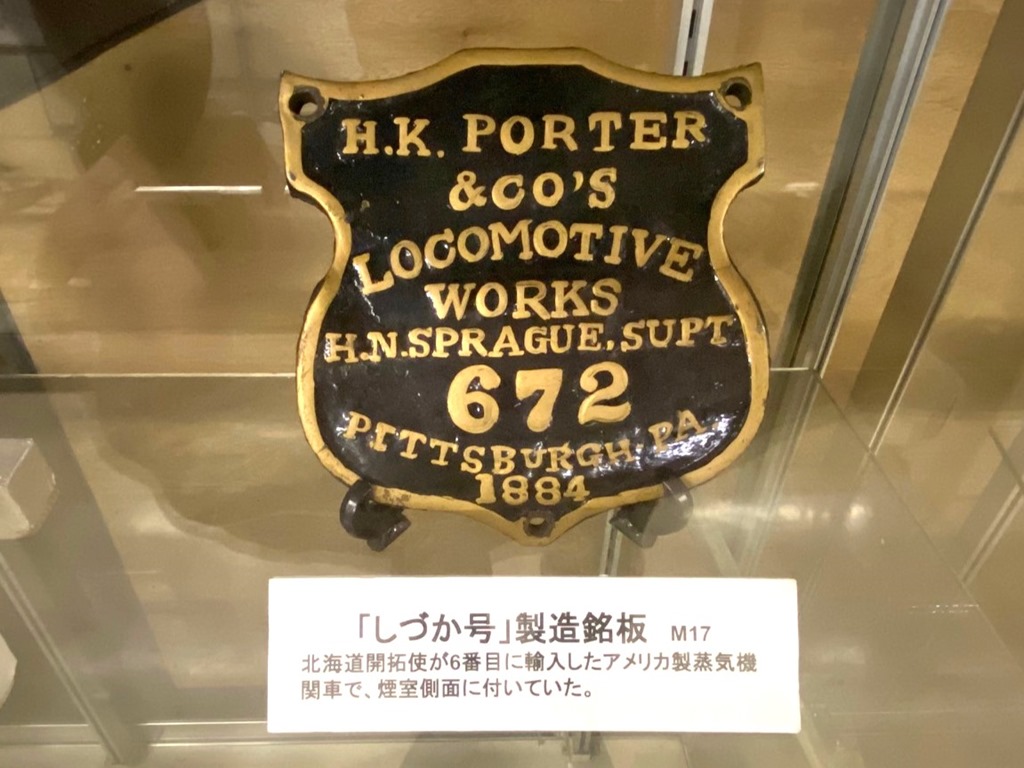 H.K. PORTER
&CO'S
LOCOMOTIVE
WORKS
H.N.SPRAGUE, SUPT
672
PITTSBURGH PA.
1884
「しづか号」製造銘板 M17
北海道開拓使が6番目に輸入したアメリカ製蒸気機
関車で、煙室側面に付いていた。